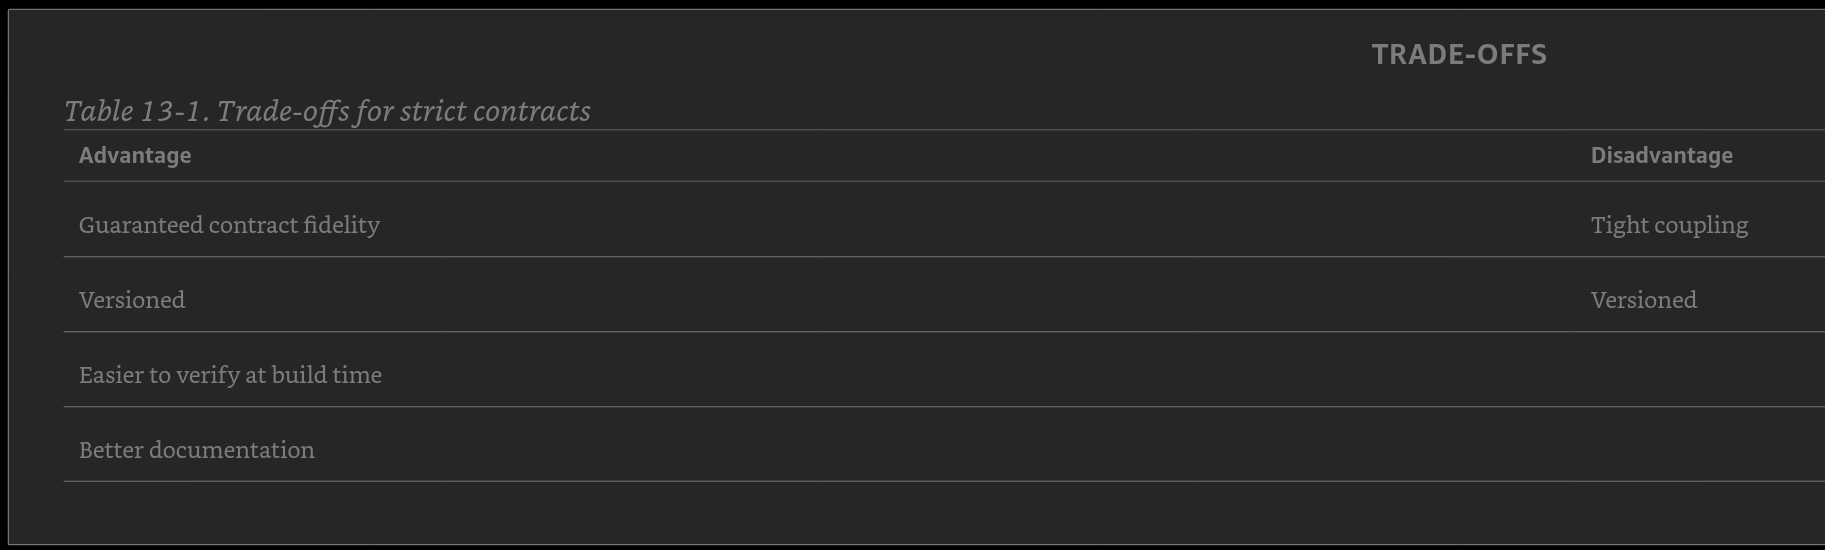 TRADE-OFFS
Table 13-1. Trade-offs for strict contracts
Advantage Disadvantage
Guaranteed contract fidelity Tight coupling
Versioned Versioned
Easier to verify at build time
Better documentation